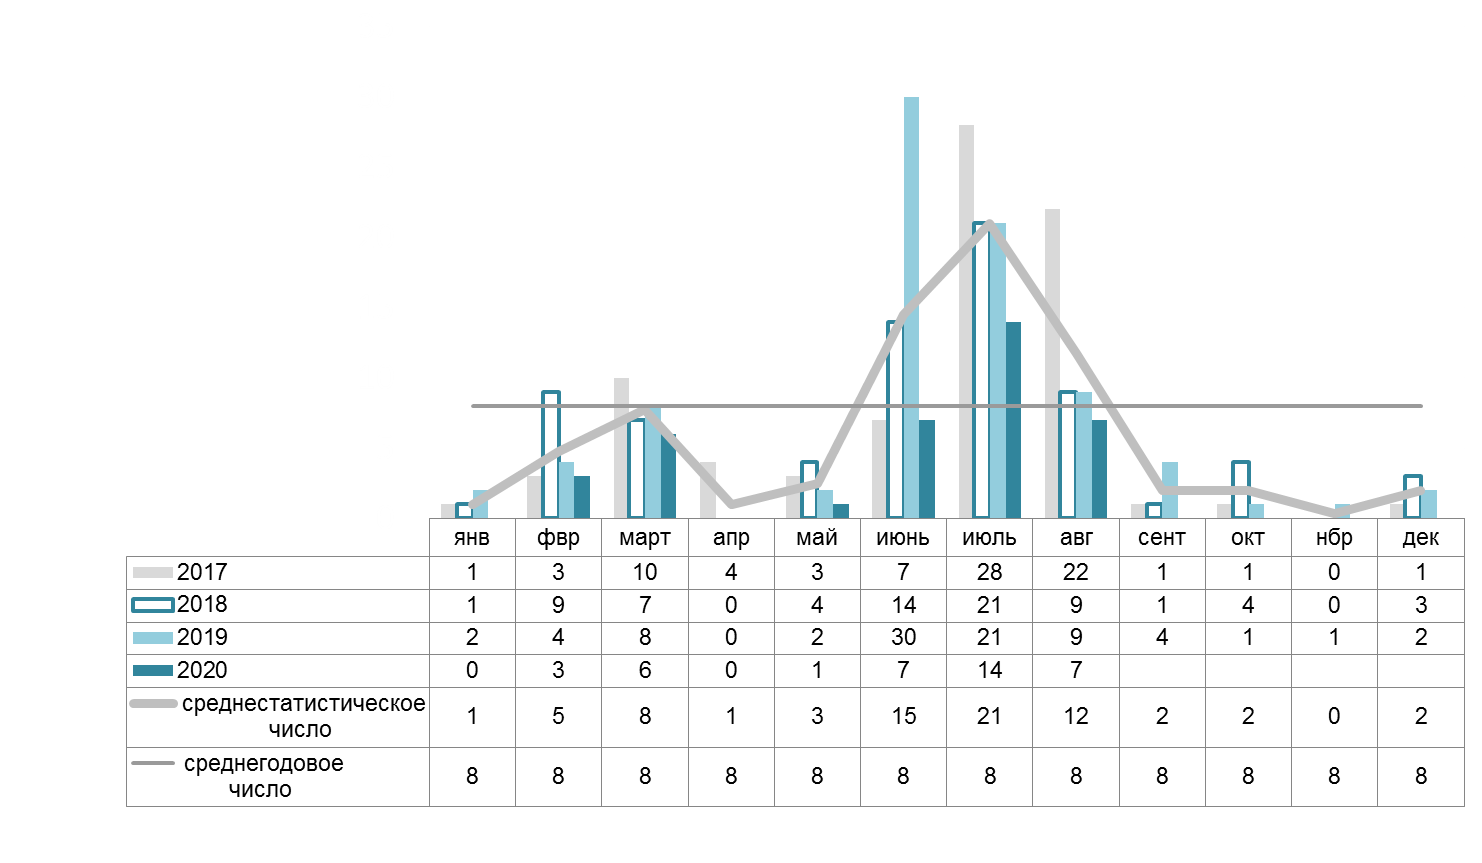 янв фвр март апр май июнь июль авг сент окт нбр дек
2017 1 3 10 4 3 7 28 22 1 1 0 1
2018 1 9 7 0 4 14 21 9 1 4 0 3
2019 2 4 8 0 2 30 21 9 4 1 1 2
2020 0 3 6 0 1 7 14 7
среднестатистическое
число 1 5 8 1 3 15 21 12 2 2 0 2
среднегодовое
число 8 8 8 8 8 8 8 8 8 8 8 8